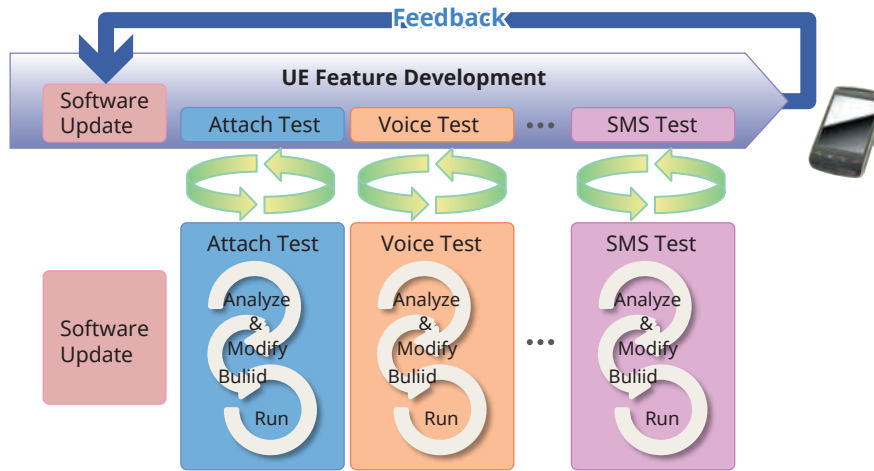 Feedback
UE Feature Development
Software
Update
Attach Test
Voice Test
•••
SMS Test
Attach Test
Voice Test
SMS Test
Software
Update
Analyze
&
Modify
Buliid
Run
Analyze
&
Modify
Buliid
Run
•••
Analyze
&
Modify
Buliid
Run